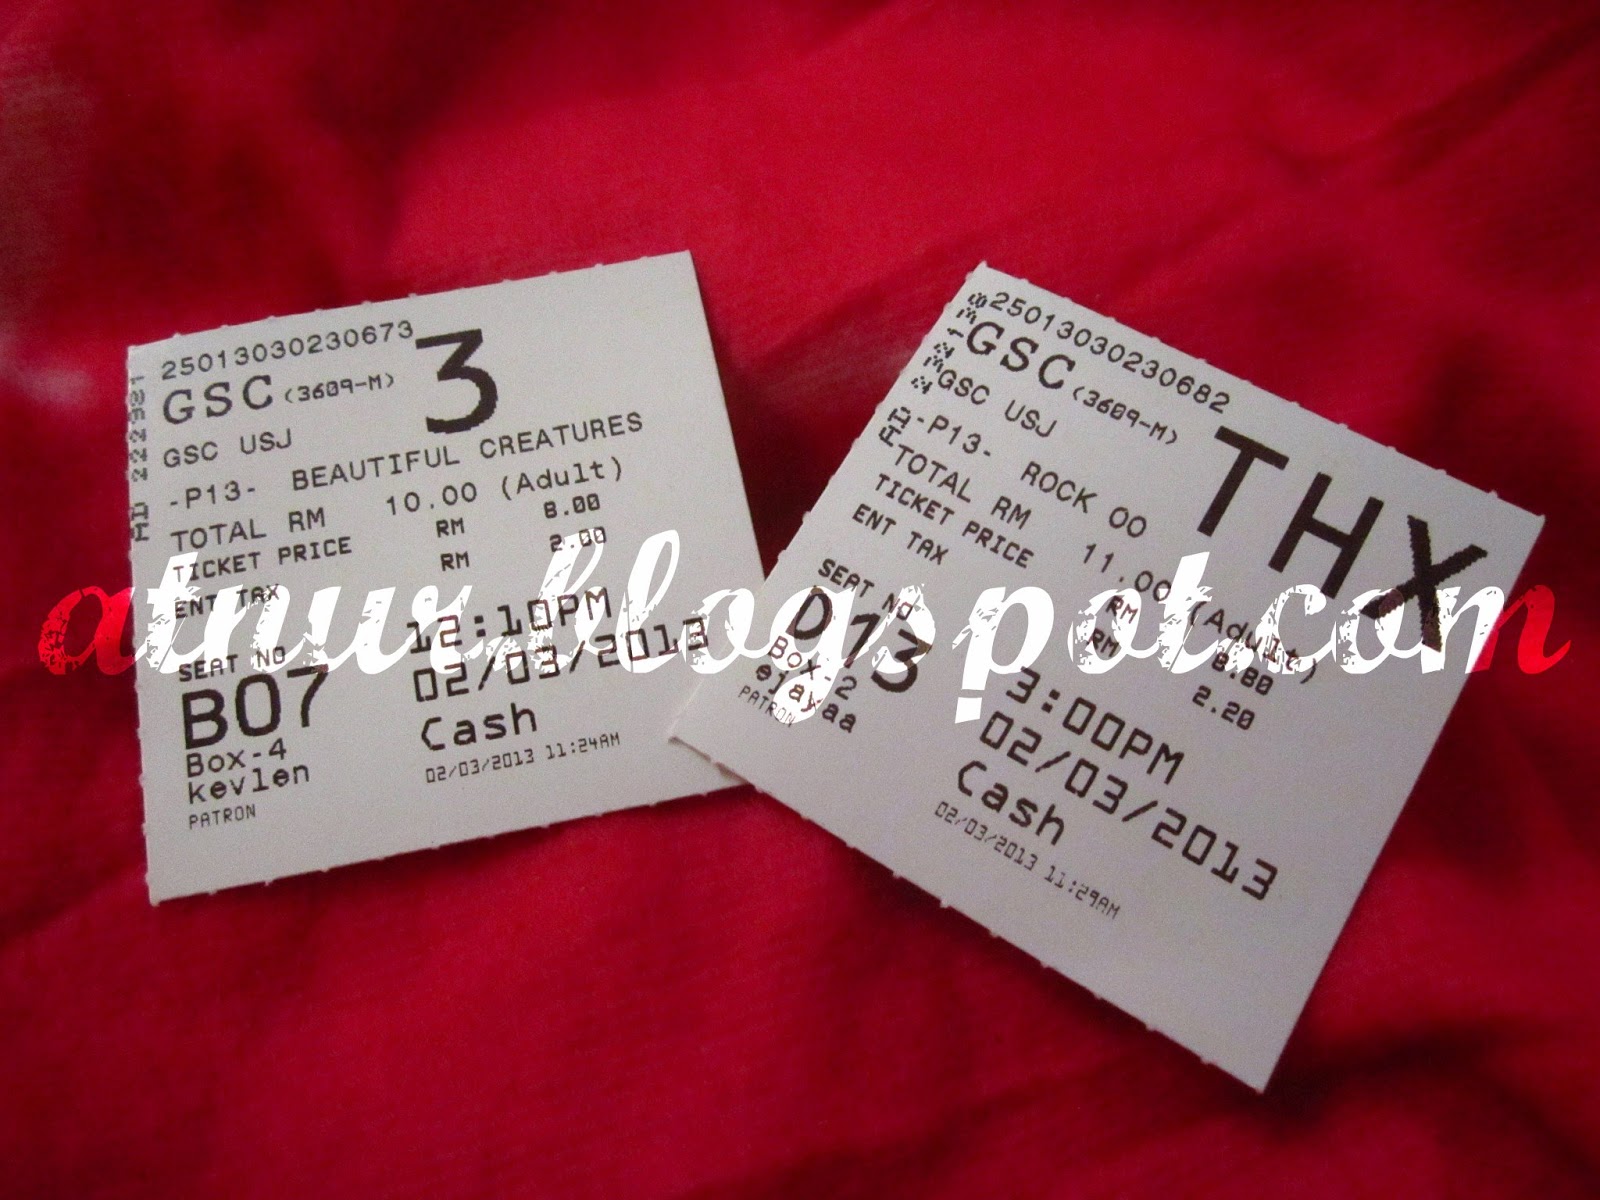 25013030230673
GSC (3609-M) 3
GSC USJ
-P13- BEAUTIFUL CREATURES
TOTAL RM 10.00 (Adult)
TICKET PRICE RM 8.00
ENT TAX RM 2.00
SEAT NO 12:10PM
B07 02/03/2013
Box-4 Cash
kevlen 02/03/2013 11:24AM
PATRON
25013030230682
GSC (3609-M) THX
GSC USJ
-P13- ROCK OO
TOTAL RM 11.00 (Adult)
TICKET PRICE RM 8.80
ENT TAX RM 2.20
SEAT NO 3:00PM
D13 02/03/2013
Box-2 Cash
ejayaa 02/03/2013 11:29AM
PATRON
atnur.blogspot.com